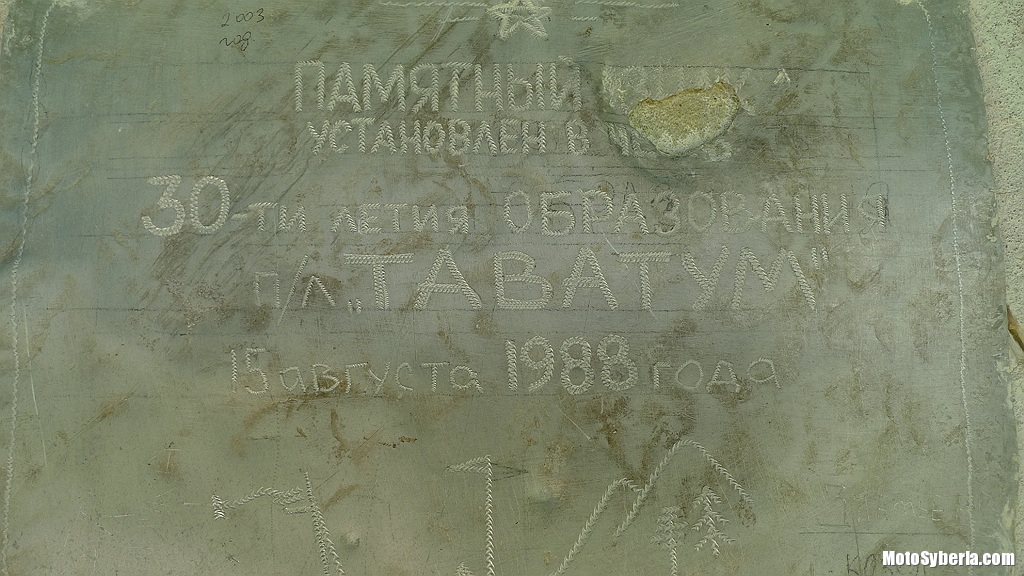 2003
год
ПАМЯТНЫЙ
УСТАНОВЛЕН В
30-ти летия ОБРАЗОВАНИЯ
п/л „ТАВАТУМ"
15 августа 1988 года
MotoSyberia.com